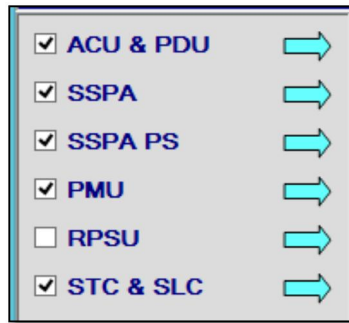 ACU & PDU
SSPA
SSPA PS
PMU
RPSU
STC & SLC